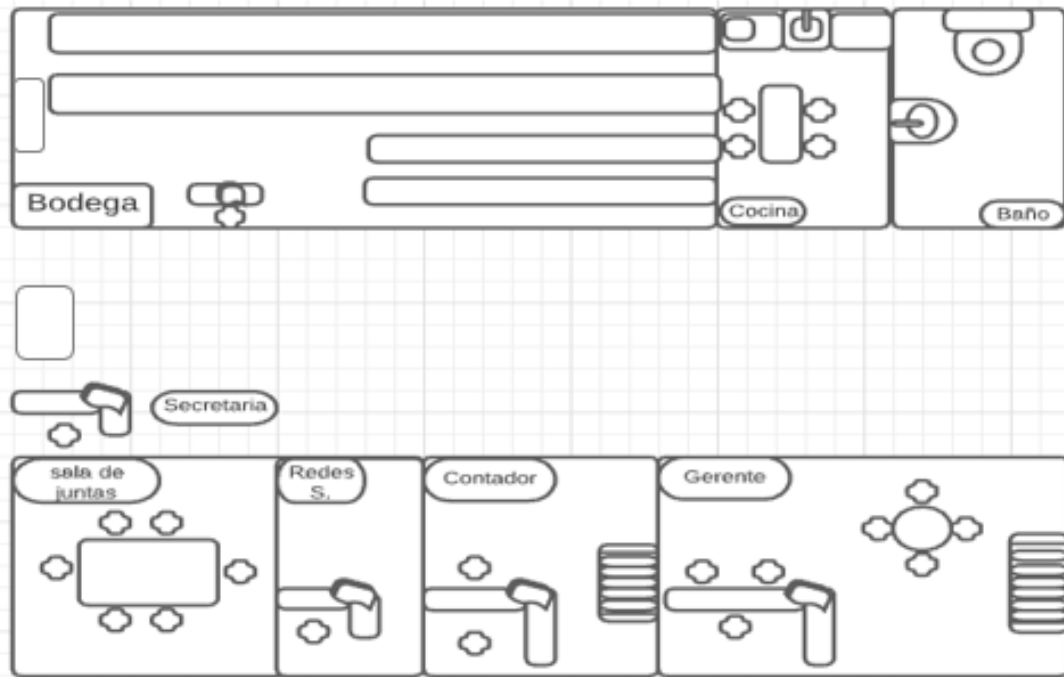 Bodega
Cocina
Baño
Secretaria
sala de
juntas
Redes
S.
Contador
Gerente